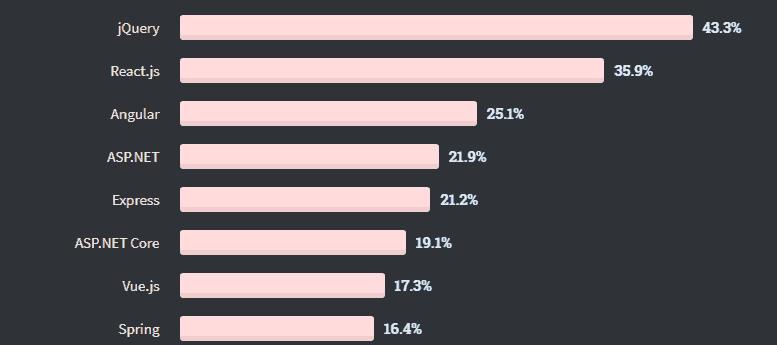 jQuery 43.3%
React.js 35.9%
Angular 25.1%
ASP.NET 21.9%
Express 21.2%
ASP.NET Core 19.1%
Vue.js 17.3%
Spring 16.4%